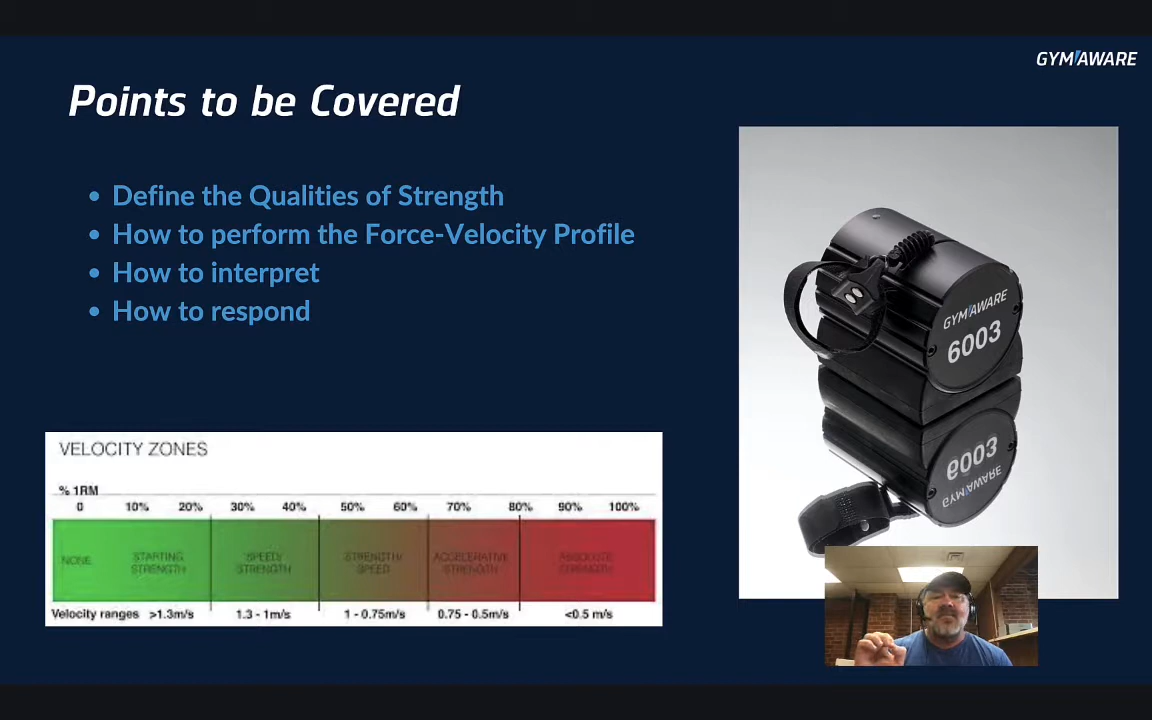 GYMAWARE
Points to be Covered
• Define the Qualities of Strength
• How to perform the Force-Velocity Profile
• How to interpret
• How to respond
GYMAWARE
6003
6003
GYMAWARE
VELOCITY ZONES
% 1RM
0 10% 20% 30% 40% 50% 60% 70% 80% 90% 100%
NONE STARTING STRENGTH SPEED/ STRENGTH STRENGTH/ SPEED ACCELERATIVE STRENGTH ABSOLUTE STRENGTH
Velocity ranges >1.3m/s 1.3 - 1m/s 1 - 0.75m/s 0.75 - 0.5m/s <0.5 m/s